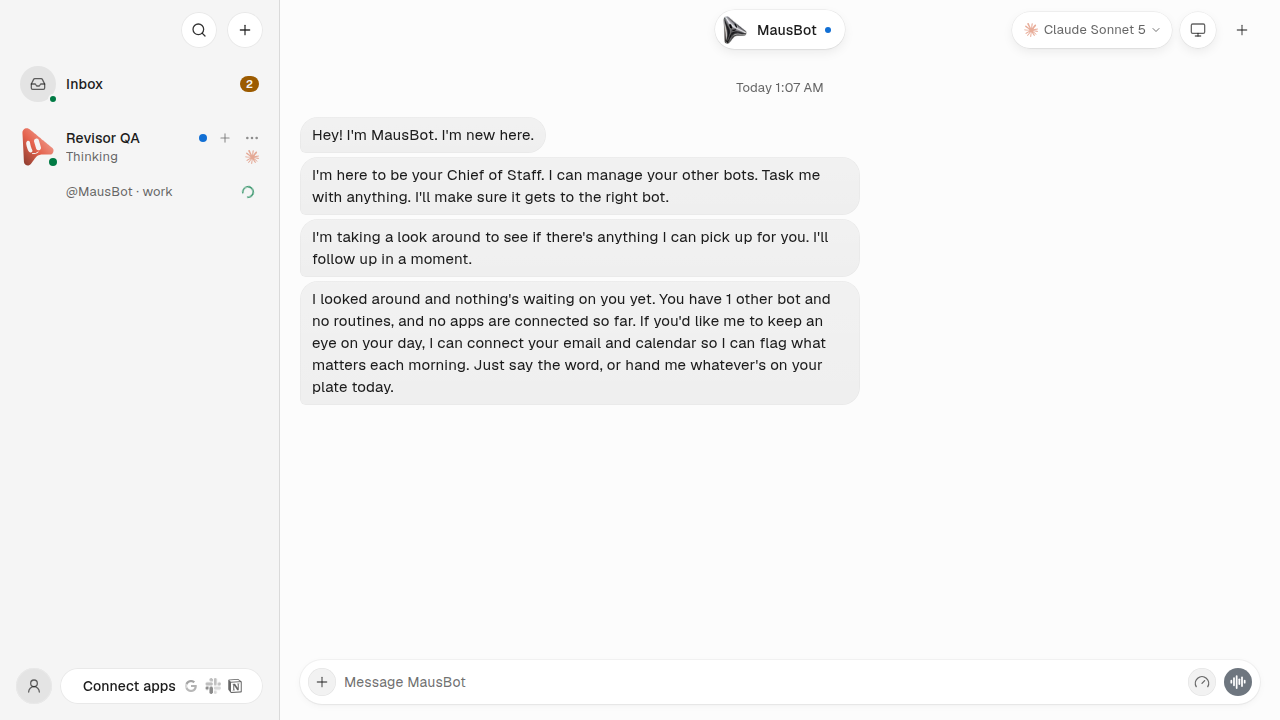 MausBot
Claude Sonnet 5
Inbox
2
Revisor QA
Thinking
@MausBot · work
Today 1:07 AM
Hey! I'm MausBot. I'm new here.
I'm here to be your Chief of Staff. I can manage your other bots. Task me
with anything. I'll make sure it gets to the right bot.
I'm taking a look around to see if there's anything I can pick up for you. I'll
follow up in a moment.
I looked around and nothing's waiting on you yet. You have 1 other bot and
no routines, and no apps are connected so far. If you'd like me to keep an
eye on your day, I can connect your email and calendar so I can flag what
matters each morning. Just say the word, or hand me whatever's on your
plate today.
Connect apps
Message MausBot